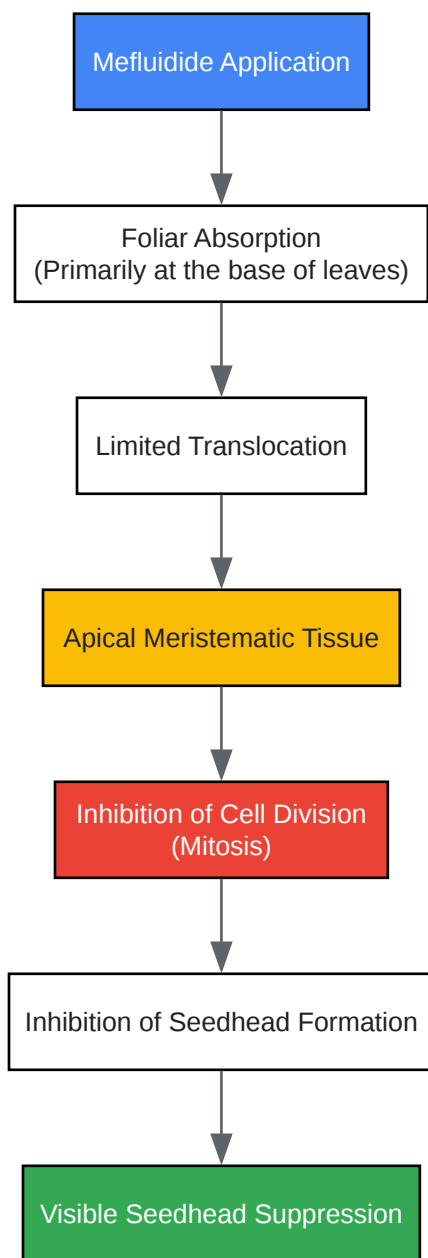 Mefluidide Application
Foliar Absorption
(Primarily at the base of leaves)
Limited Translocation
Apical Meristematic Tissue
Inhibition of Cell Division
(Mitosis)
Inhibition of Seedhead Formation
Visible Seedhead Suppression